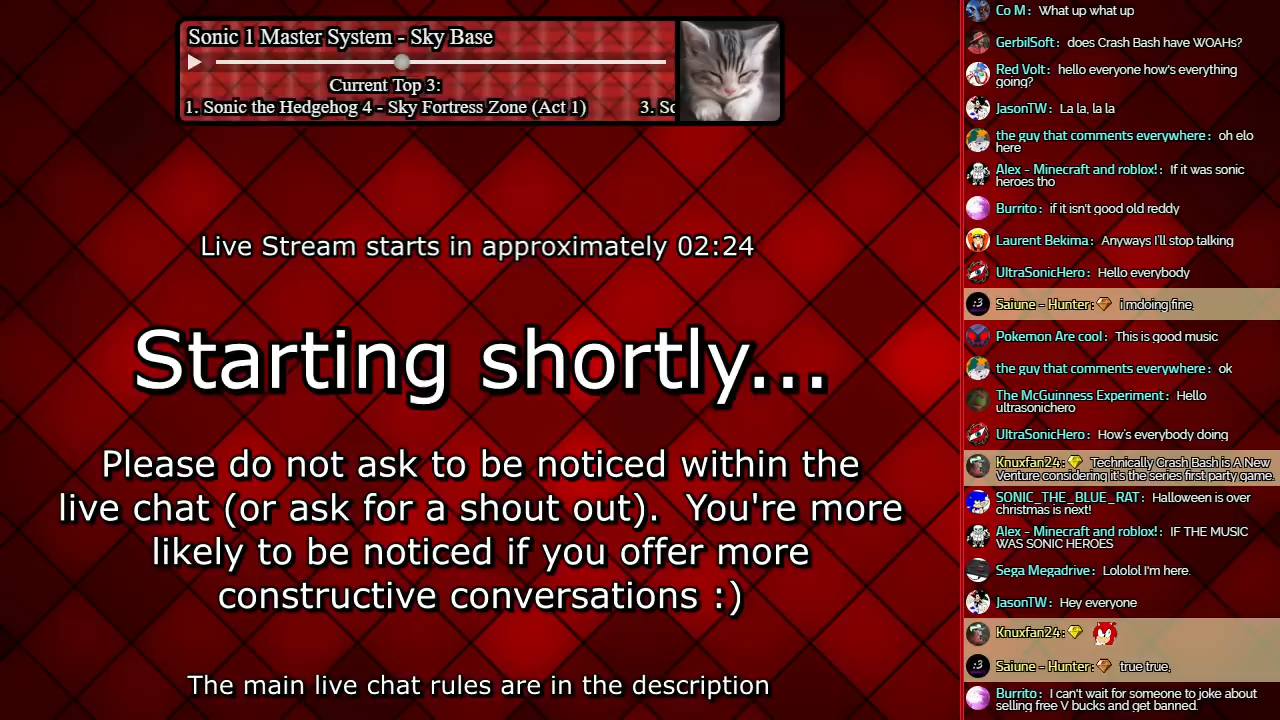 Sonic 1 Master System - Sky Base
Current Top 3:
1. Sonic the Hedgehog 4 - Sky Fortress Zone (Act 1) 3. So
Live Stream starts in approximately 02:24
Starting shortly...
Please do not ask to be noticed within the
live chat (or ask for a shout out). You're more
likely to be noticed if you offer more
constructive conversations :)
The main live chat rules are in the description
Co M: What up what up
GerbilSoft: does Crash Bash have WOAHs?
Red Volt: hello everyone how's everything
going?
JasonTW: La la, la la
the guy that comments everywhere: oh elo
here
Alex - Minecraft and roblox!: If it was sonic
heroes tho
Burrito: if it isn't good old reddy
Laurent Bekima: Anyways I'll stop talking
UltraSonicHero: Hello everybody
:3 Saiune - Hunter: i mdoing fine.
Pokemon Are cool: This is good music
the guy that comments everywhere: ok
The McGuinness Experiment: Hello
ultrasonichero
UltraSonicHero: How's everybody doing
Knuxfan24: Technically Crash Bash is A New
Venture considering it's the series first party game.
SONIC_THE_BLUE_RAT: Halloween is over
christmas is next!
Alex - Minecraft and roblox!: IF THE MUSIC
WAS SONIC HEROES
Sega Megadrive: Lololol I'm here.
JasonTW: Hey everyone
Knuxfan24:
:3 Saiune - Hunter: true true.
Burrito: I can't wait for someone to joke about
selling free V bucks and get banned.